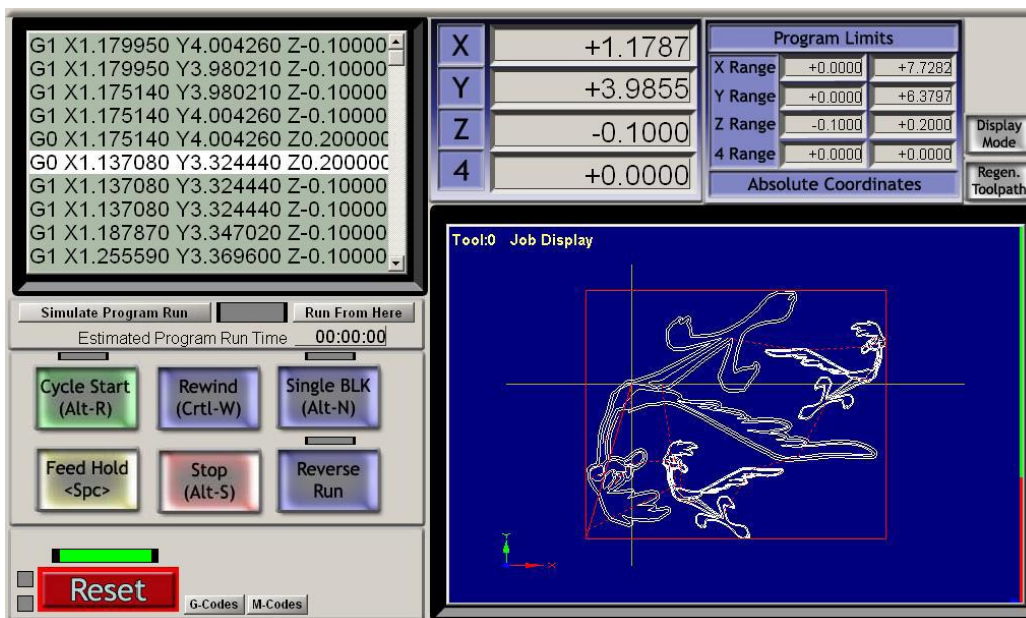 G1 X1.179950 Y4.004260 Z-0.10000
G1 X1.179950 Y3.980210 Z-0.10000
G1 X1.175140 Y3.980210 Z-0.10000
G1 X1.175140 Y4.004260 Z-0.10000
G0 X1.175140 Y4.004260 Z0.200000
G0 X1.137080 Y3.324440 Z0.200000
G1 X1.137080 Y3.324440 Z-0.10000
G1 X1.137080 Y3.324440 Z-0.10000
G1 X1.187870 Y3.347020 Z-0.10000
G1 X1.255590 Y3.369600 Z-0.10000
Simulate Program Run
Run From Here
Estimated Program Run Time 00:00:00
Cycle Start
(Alt-R)
Rewind
(Crtl-W)
Single BLK
(Alt-N)
Feed Hold
<Spc>
Stop
(Alt-S)
Reverse
Run
Reset
G-Codes
M-Codes
X +1.1787
Y +3.9855
Z -0.1000
4 +0.0000
Program Limits
X Range +0.0000 +7.7282
Y Range +0.0000 +6.3797
Z Range -0.1000 +0.2000
4 Range +0.0000 +0.0000
Absolute Coordinates
Display
Mode
Regen.
Toolpath
Tool:0 Job Display
Y
X